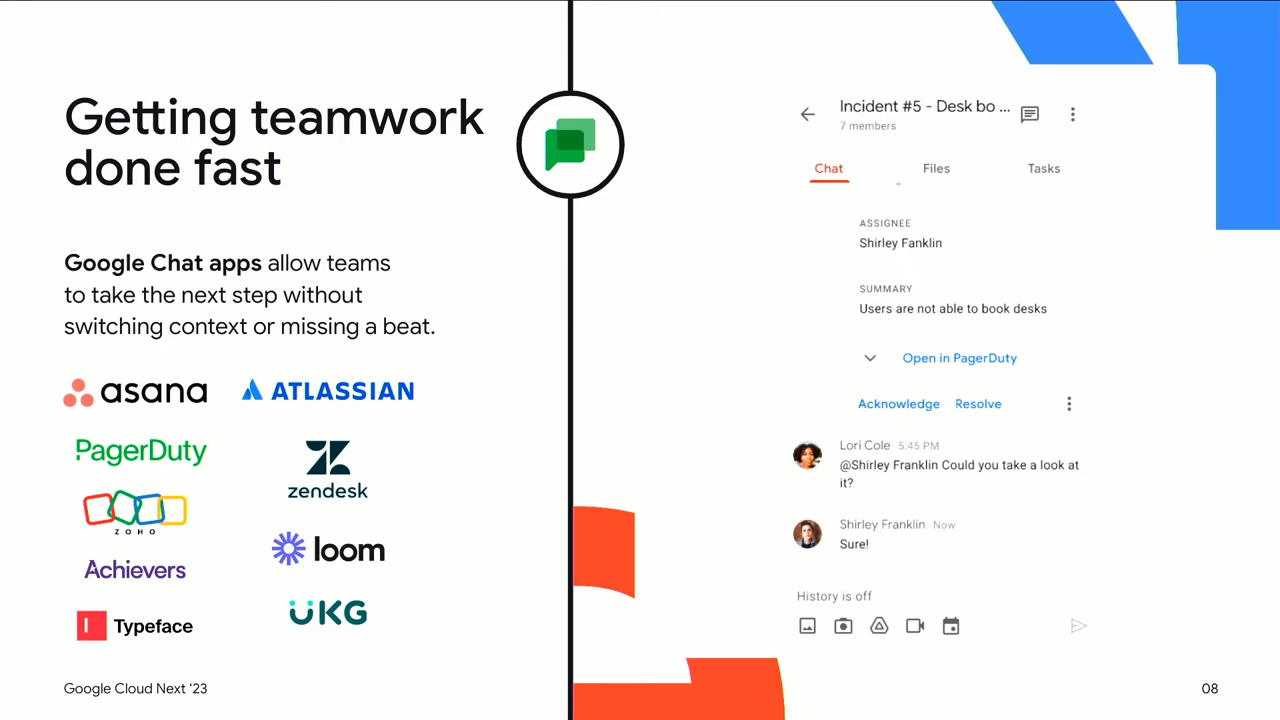 Getting teamwork
done fast
Google Chat apps allow teams
to take the next step without
switching context or missing a beat.
asana
ATLASSIAN
PagerDuty
zendesk
ZOHO
loom
Achievers
UKG
Typeface
Google Cloud Next ‘23
Incident #5 - Desk bo ...
7 members
Chat Files Tasks
ASSIGNEE
Shirley Fanklin
SUMMARY
Users are not able to book desks
Open in PagerDuty
Acknowledge Resolve
Lori Cole 5:45 PM
@Shirley Franklin Could you take a look at
it?
Shirley Franklin Now
Sure!
History is off
08